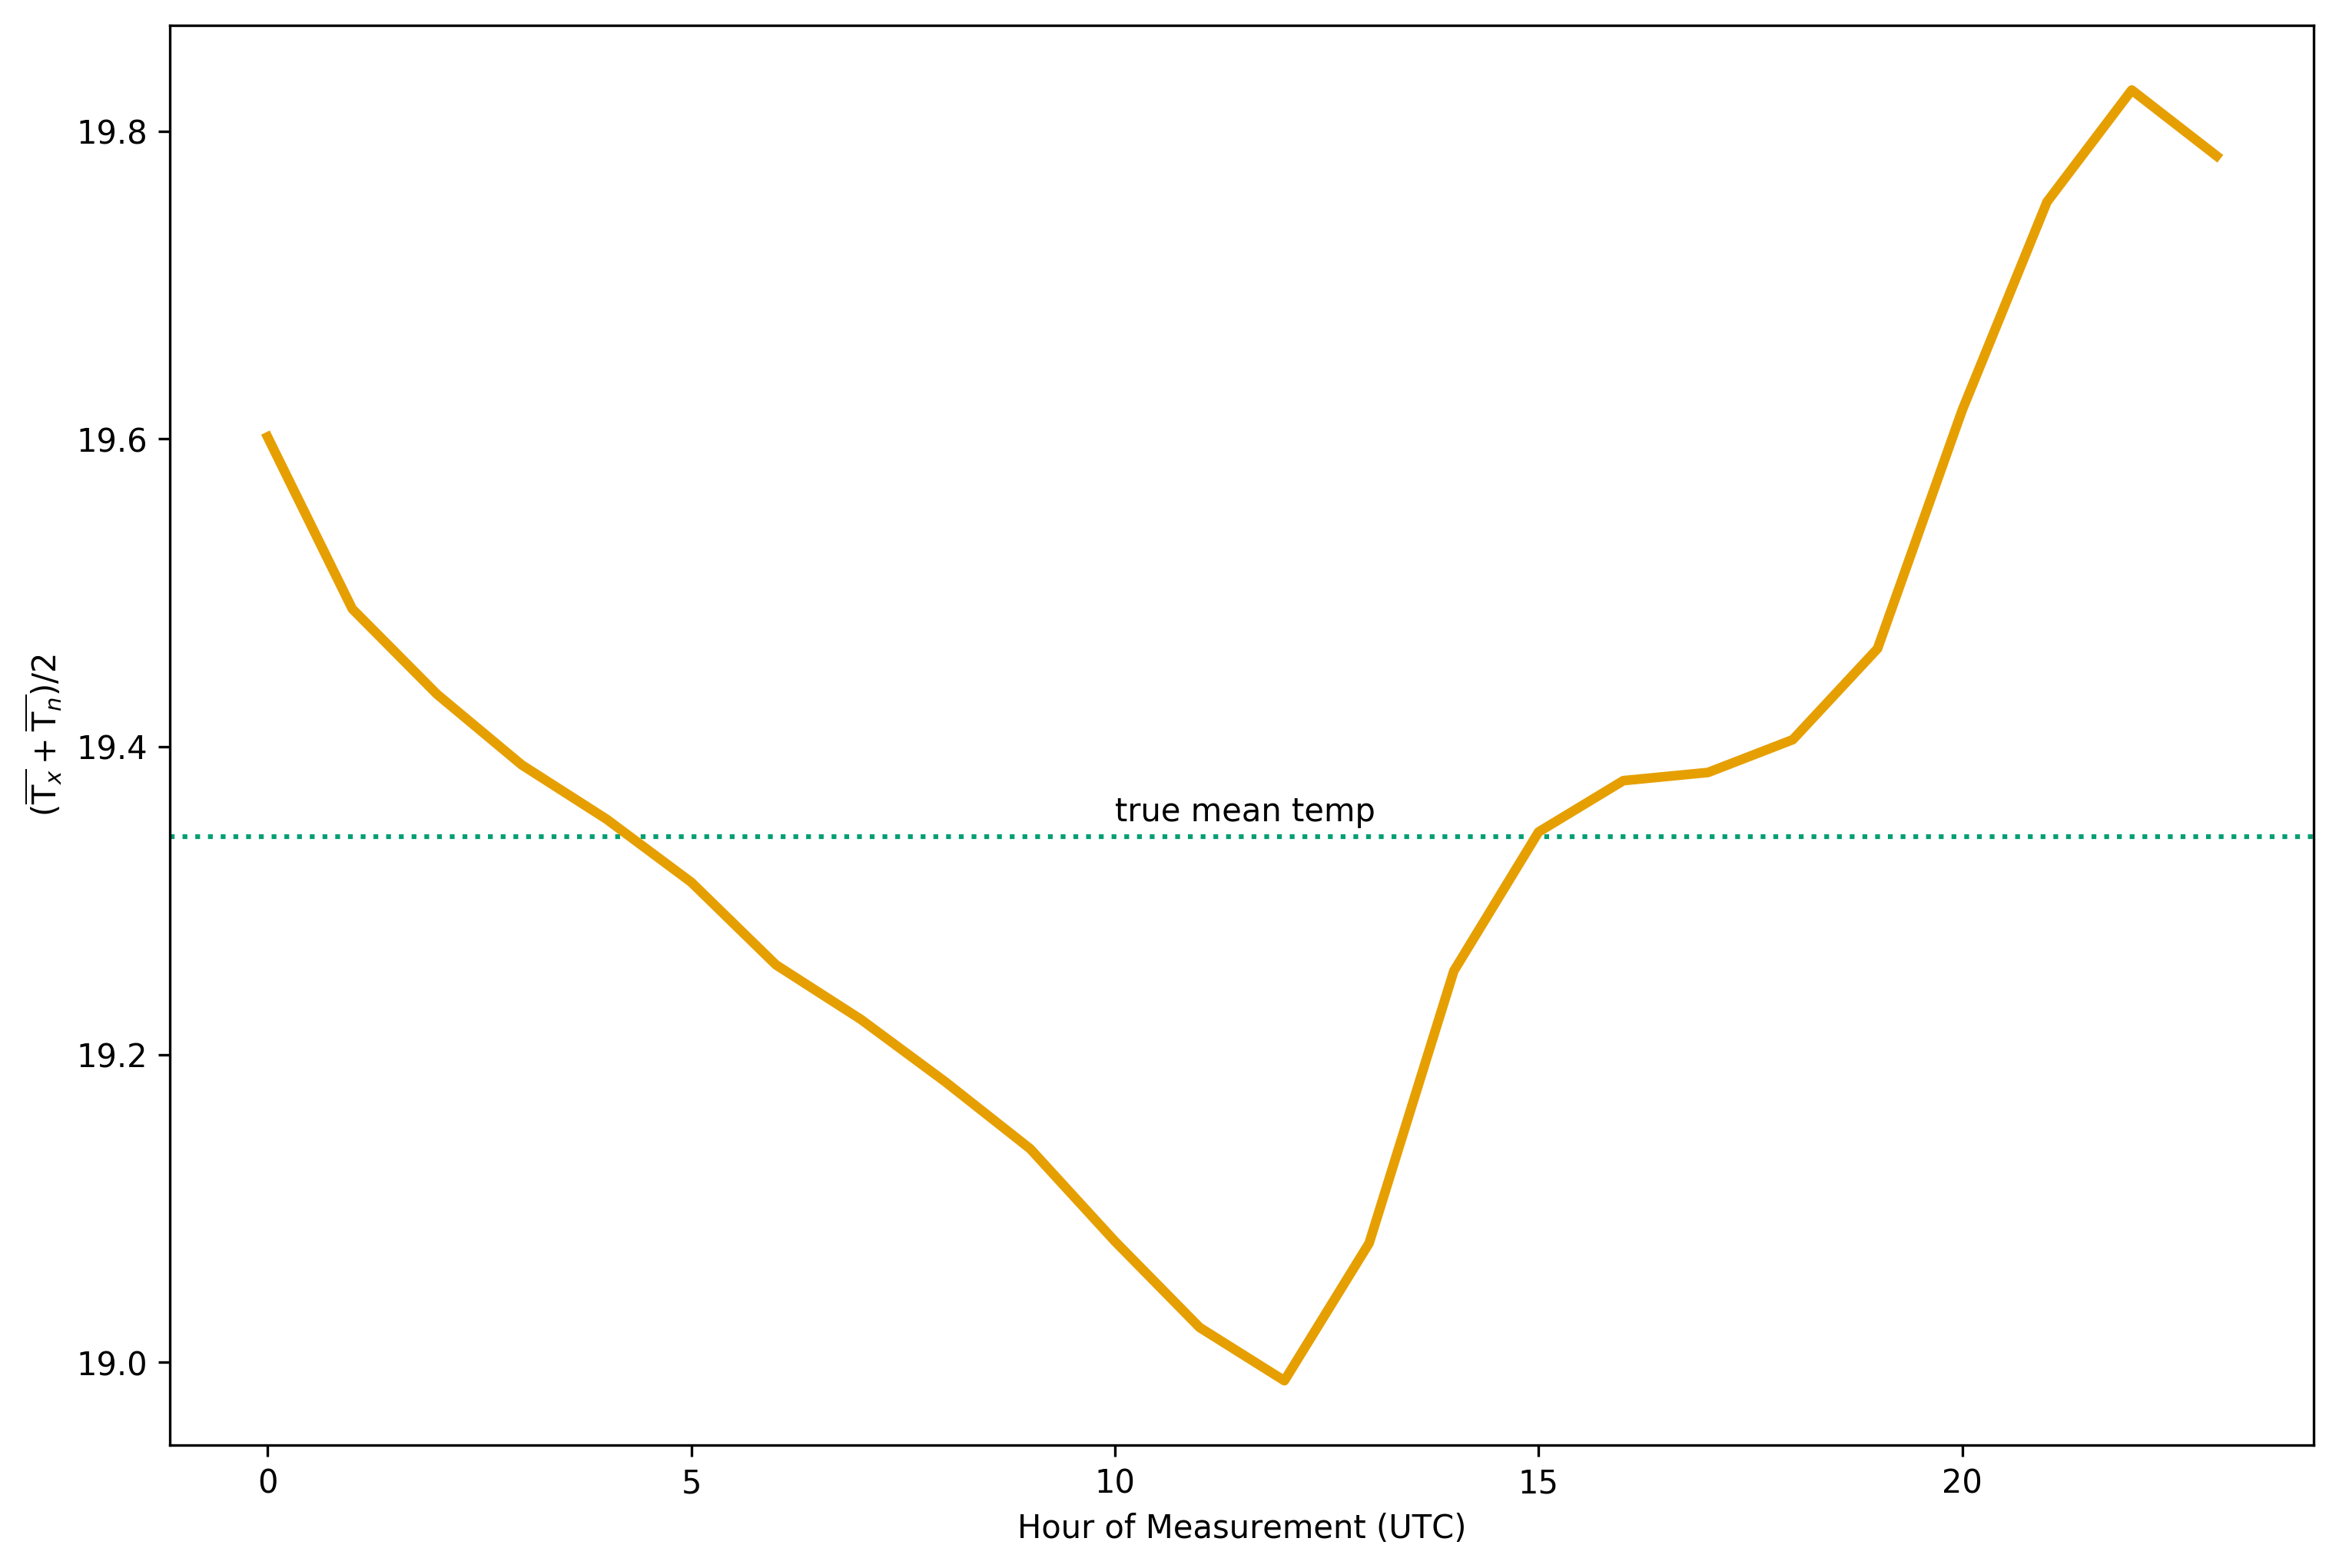 19.8
19.6
19.4
19.2
19.0
(T̅ₓ + T̅ₙ)/2
true mean temp
0 5 10 15 20
Hour of Measurement (UTC)